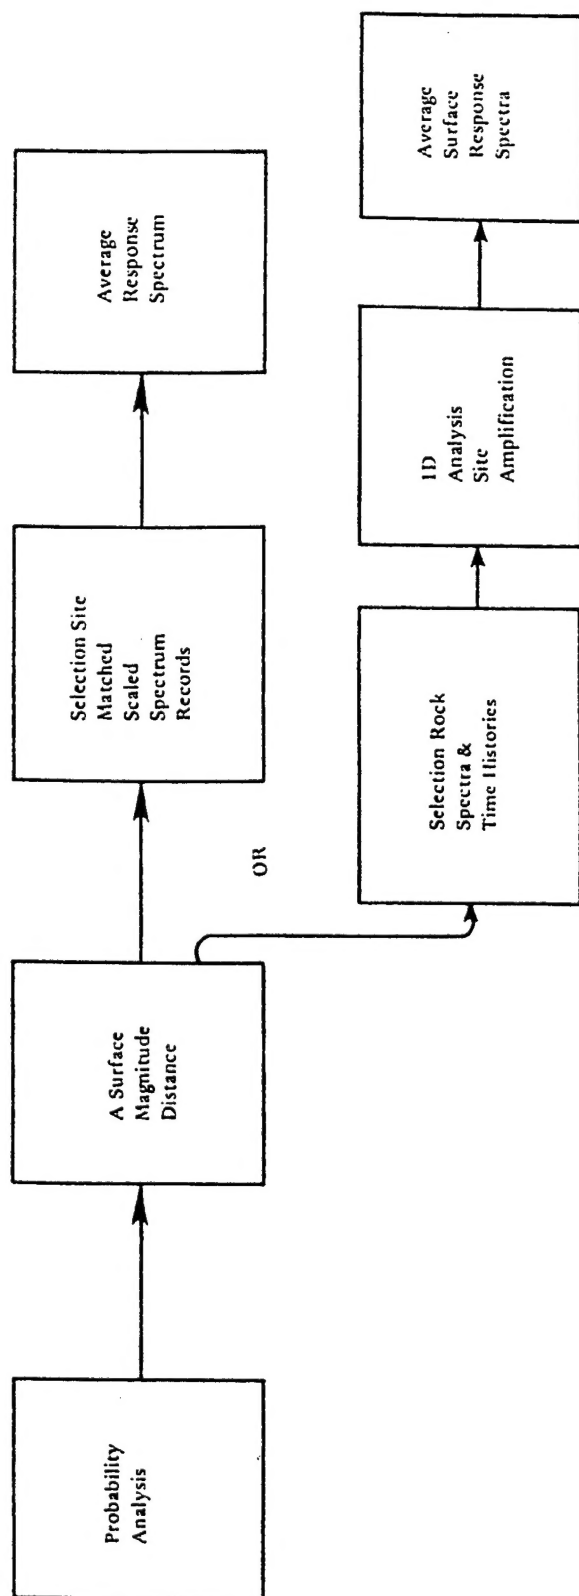 Probability
Analysis
A Surface
Magnitude
Distance
Selection Site
Matched
Scaled
Spectrum
Records
Average
Response
Spectrum
OR
Selection Rock
Spectra &
Time Histories
1D
Analysis
Site
Amplification
Average
Surface
Response
Spectra